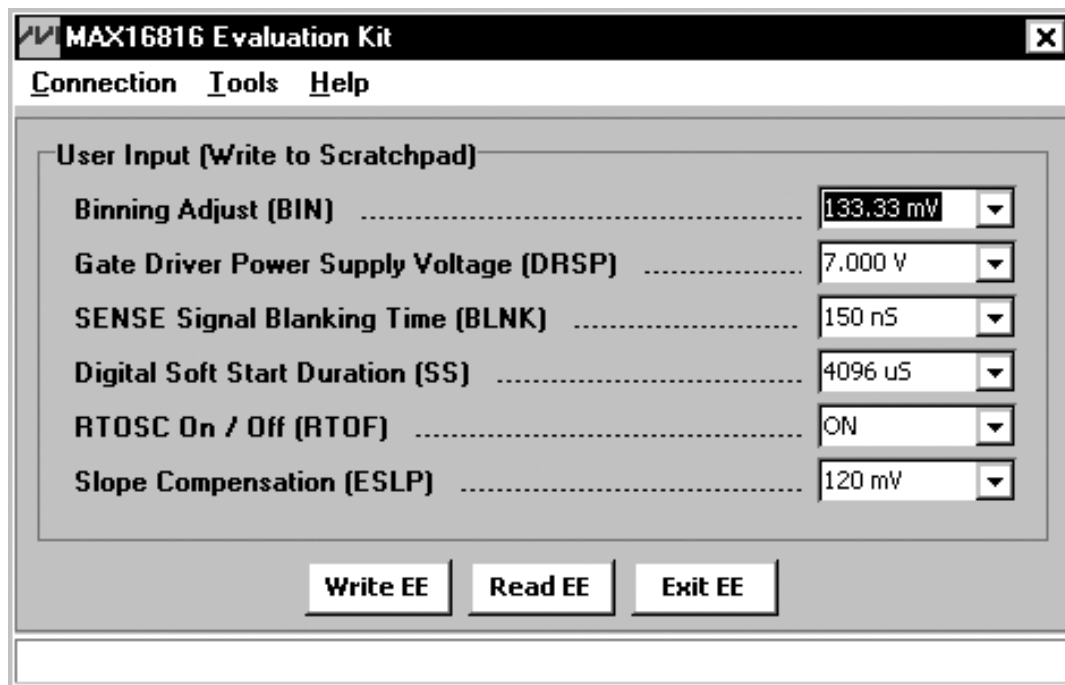 MAX16816 Evaluation Kit
Connection Tools Help
User Input (Write to Scratchpad)
Binning Adjust (BIN) ........................................................ 133.33 mV
Gate Driver Power Supply Voltage (DRSP) .................... 7.000 V
SENSE Signal Blanking Time (BLNK) ............................. 150 nS
Digital Soft Start Duration (SS) ....................................... 4096 uS
RTOSC On / Off (RTOF) ................................................. ON
Slope Compensation (ESLP) ........................................... 120 mV
Write EE Read EE Exit EE